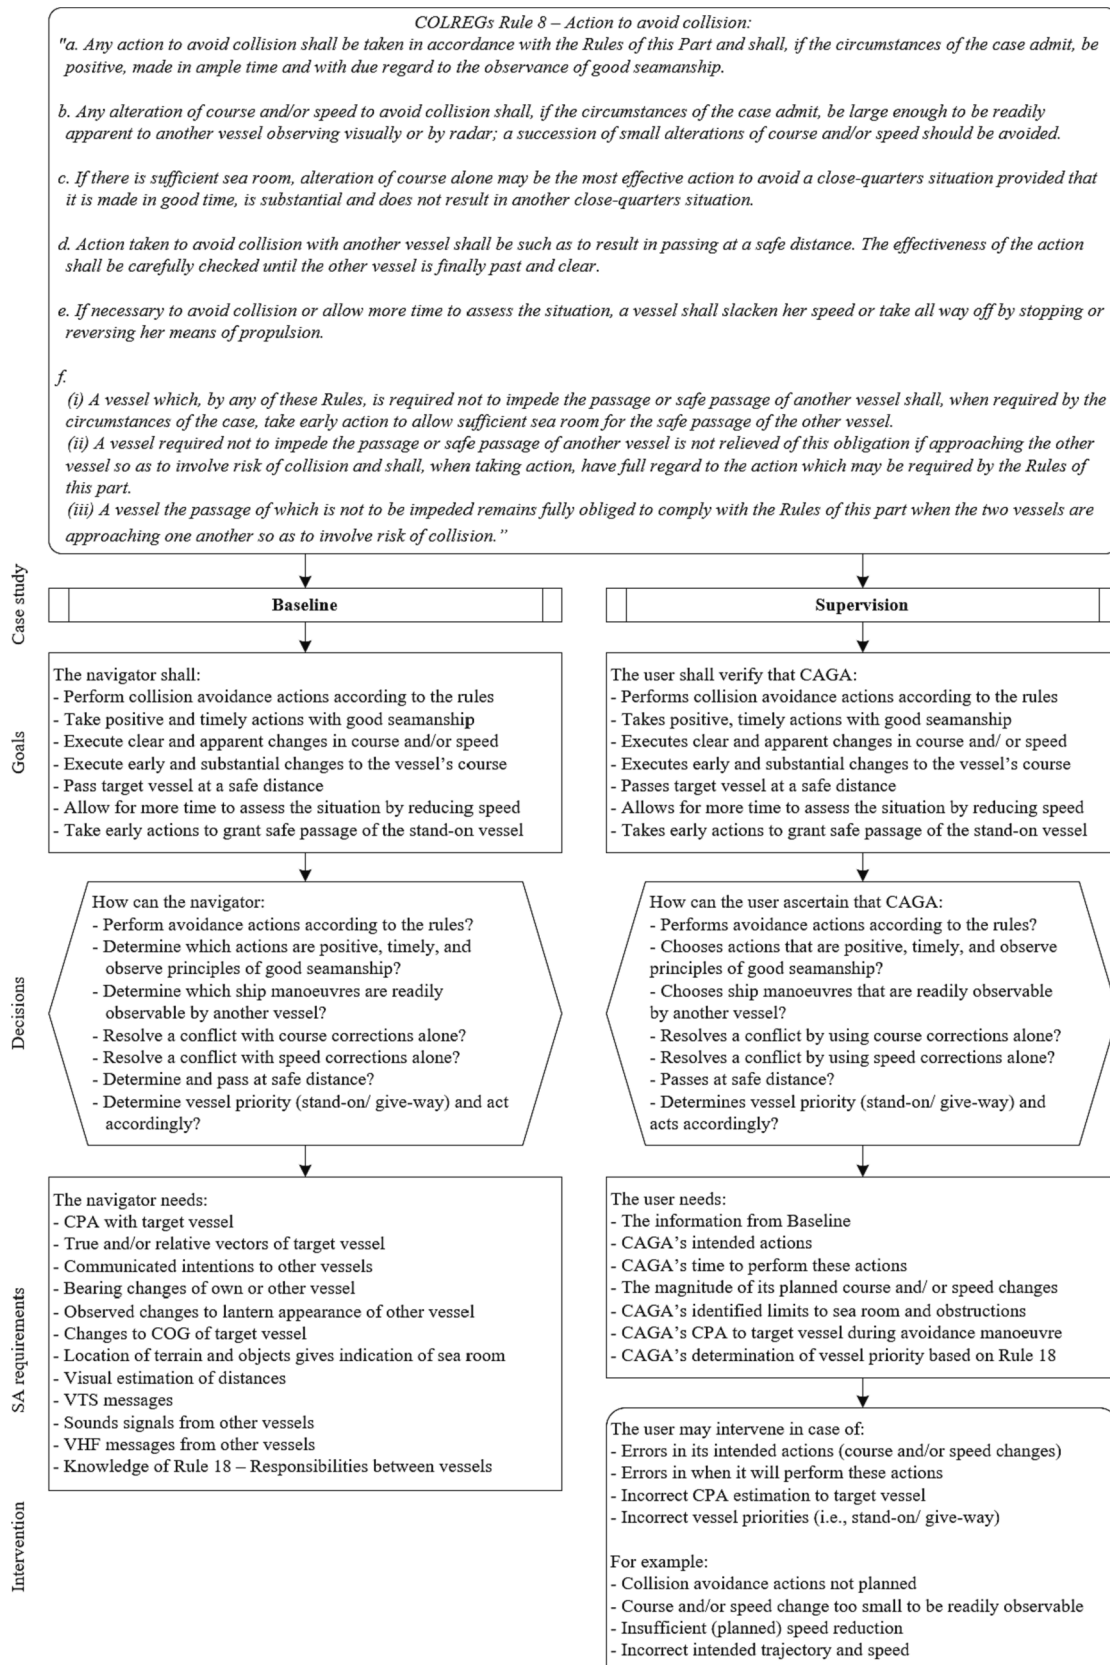 COLREGs Rule 8 – Action to avoid collision:
"a. Any action to avoid collision shall be taken in accordance with the Rules of this Part and shall, if the circumstances of the case admit, be
positive, made in ample time and with due regard to the observance of good seamanship.
b. Any alteration of course and/or speed to avoid collision shall, if the circumstances of the case admit, be large enough to be readily
apparent to another vessel observing visually or by radar; a succession of small alterations of course and/or speed should be avoided.
c. If there is sufficient sea room, alteration of course alone may be the most effective action to avoid a close-quarters situation provided that
it is made in good time, is substantial and does not result in another close-quarters situation.
d. Action taken to avoid collision with another vessel shall be such as to result in passing at a safe distance. The effectiveness of the action
shall be carefully checked until the other vessel is finally past and clear.
e. If necessary to avoid collision or allow more time to assess the situation, a vessel shall slacken her speed or take all way off by stopping or
reversing her means of propulsion.
f.
(i) A vessel which, by any of these Rules, is required not to impede the passage or safe passage of another vessel shall, when required by the
circumstances of the case, take early action to allow sufficient sea room for the safe passage of the other vessel.
(ii) A vessel required not to impede the passage or safe passage of another vessel is not relieved of this obligation if approaching the other
vessel so as to involve risk of collision and shall, when taking action, have full regard to the action which may be required by the Rules of
this part.
(iii) A vessel the passage of which is not to be impeded remains fully obliged to comply with the Rules of this part when the two vessels are
approaching one another so as to involve risk of collision.”
Case study
Baseline
Supervision
Goals
The navigator shall:
- Perform collision avoidance actions according to the rules
- Take positive and timely actions with good seamanship
- Execute clear and apparent changes in course and/or speed
- Execute early and substantial changes to the vessel's course
- Pass target vessel at a safe distance
- Allow for more time to assess the situation by reducing speed
- Take early actions to grant safe passage of the stand-on vessel
The user shall verify that CAGA:
- Performs collision avoidance actions according to the rules
- Takes positive, timely actions with good seamanship
- Executes clear and apparent changes in course and/ or speed
- Executes early and substantial changes to the vessel's course
- Passes target vessel at a safe distance
- Allows for more time to assess the situation by reducing speed
- Takes early actions to grant safe passage of the stand-on vessel
Decisions
How can the navigator:
- Perform avoidance actions according to the rules?
- Determine which actions are positive, timely, and
observe principles of good seamanship?
- Determine which ship manoeuvres are readily
observable by another vessel?
- Resolve a conflict with course corrections alone?
- Resolve a conflict with speed corrections alone?
- Determine and pass at safe distance?
- Determine vessel priority (stand-on/ give-way) and act
accordingly?
How can the user ascertain that CAGA:
- Performs avoidance actions according to the rules?
- Chooses actions that are positive, timely, and observe
principles of good seamanship?
- Chooses ship manoeuvres that are readily observable
by another vessel?
- Resolves a conflict by using course corrections alone?
- Resolves a conflict by using speed corrections alone?
- Passes at safe distance?
- Determines vessel priority (stand-on/ give-way) and
acts accordingly?
SA requirements
The navigator needs:
- CPA with target vessel
- True and/or relative vectors of target vessel
- Communicated intentions to other vessels
- Bearing changes of own or other vessel
- Observed changes to lantern appearance of other vessel
- Changes to COG of target vessel
- Location of terrain and objects gives indication of sea room
- Visual estimation of distances
- VTS messages
- Sounds signals from other vessels
- VHF messages from other vessels
- Knowledge of Rule 18 – Responsibilities between vessels
The user needs:
- The information from Baseline
- CAGA's intended actions
- CAGA's time to perform these actions
- The magnitude of its planned course and/ or speed changes
- CAGA's identified limits to sea room and obstructions
- CAGA's CPA to target vessel during avoidance manoeuvre
- CAGA's determination of vessel priority based on Rule 18
Intervention
The user may intervene in case of:
- Errors in its intended actions (course and/or speed changes)
- Errors in when it will perform these actions
- Incorrect CPA estimation to target vessel
- Incorrect vessel priorities (i.e., stand-on/ give-way)
For example:
- Collision avoidance actions not planned
- Course and/or speed change too small to be readily observable
- Insufficient (planned) speed reduction
- Incorrect intended trajectory and speed